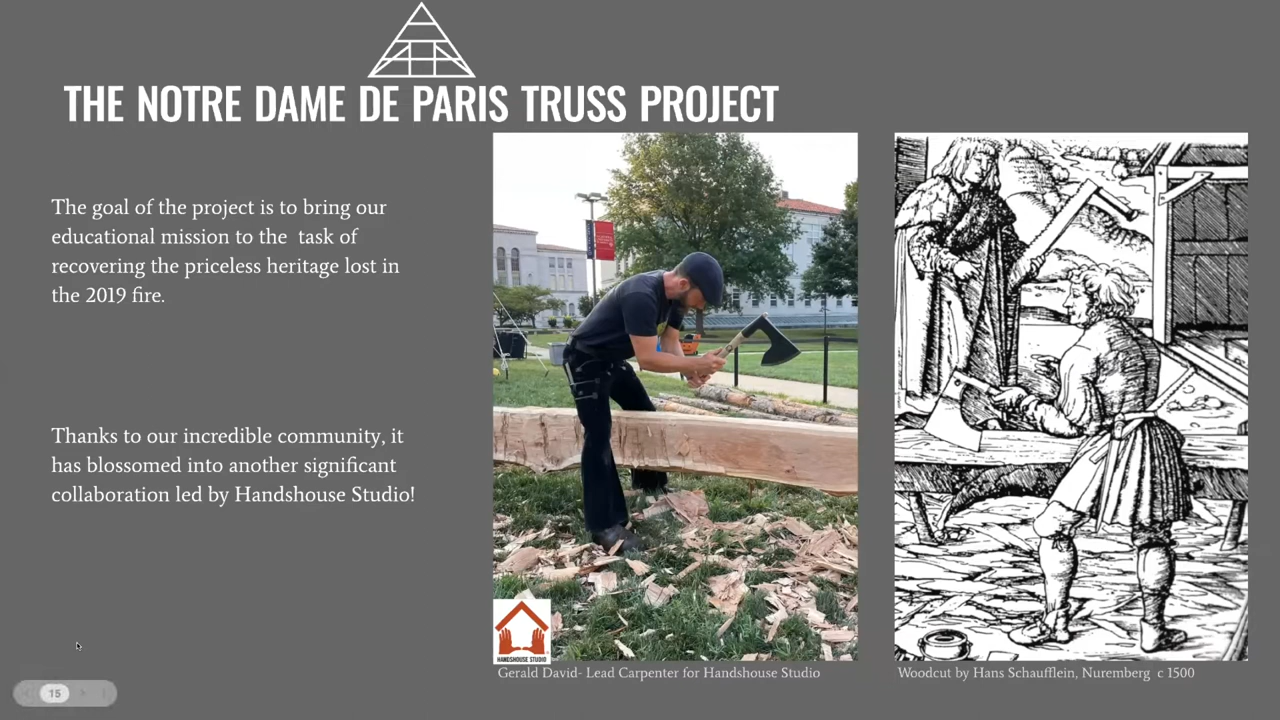 THE NOTRE DAME DE PARIS TRUSS PROJECT
The goal of the project is to bring our
educational mission to the task of
recovering the priceless heritage lost in
the 2019 fire.
Thanks to our incredible community, it
has blossomed into another significant
collaboration led by Handshouse Studio!
HANDSHOUSE STUDIO
Gerald David- Lead Carpenter for Handshouse Studio
Woodcut by Hans Schaufflein, Nuremberg c 1500
15